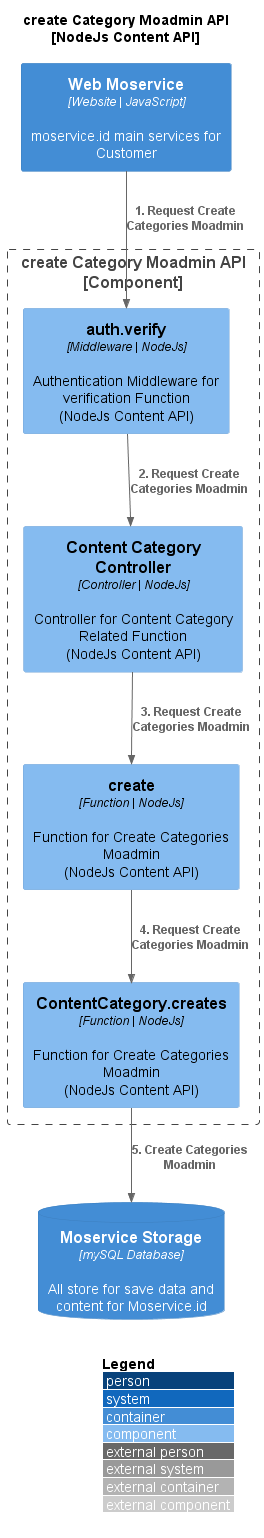 create Category Moadmin API
[NodeJs Content API]
Web Moservice
[Website | JavaScript]
moservice.id main services for
Customer
1. Request Create
Categories Moadmin
create Category Moadmin API
[Component]
auth.verify
[Middleware | NodeJs]
Authentication Middleware for
verification Function
(NodeJs Content API)
2. Request Create
Categories Moadmin
Content Category
Controller
[Controller | NodeJs]
Controller for Content Category
Related Function
(NodeJs Content API)
3. Request Create
Categories Moadmin
create
[Function | NodeJs]
Function for Create Categories
Moadmin
(NodeJs Content API)
4. Request Create
Categories Moadmin
ContentCategory.creates
[Function | NodeJs]
Function for Create Categories
Moadmin
(NodeJs Content API)
5. Create Categories
Moadmin
Moservice Storage
[mySQL Database]
All store for save data and
content for Moservice.id
Legend
person
system
container
component
external person
external system
external container
external component